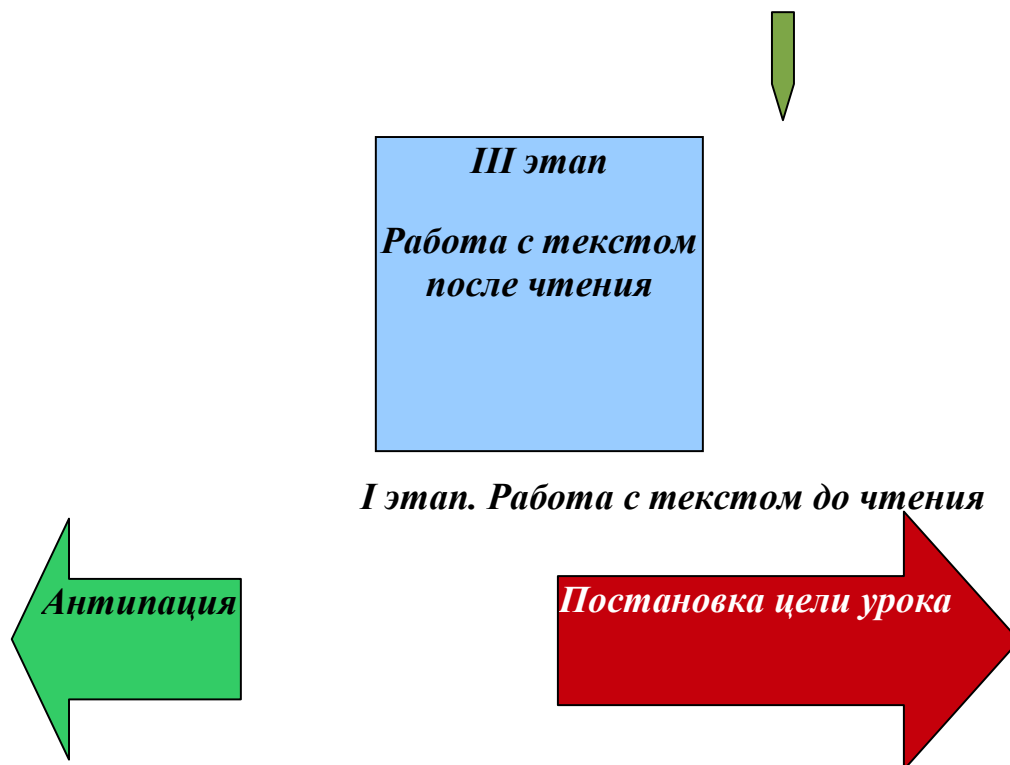 III этап
Работа с текстом
после чтения
I этап. Работа с текстом до чтения
Антипация
Постановка цели урока